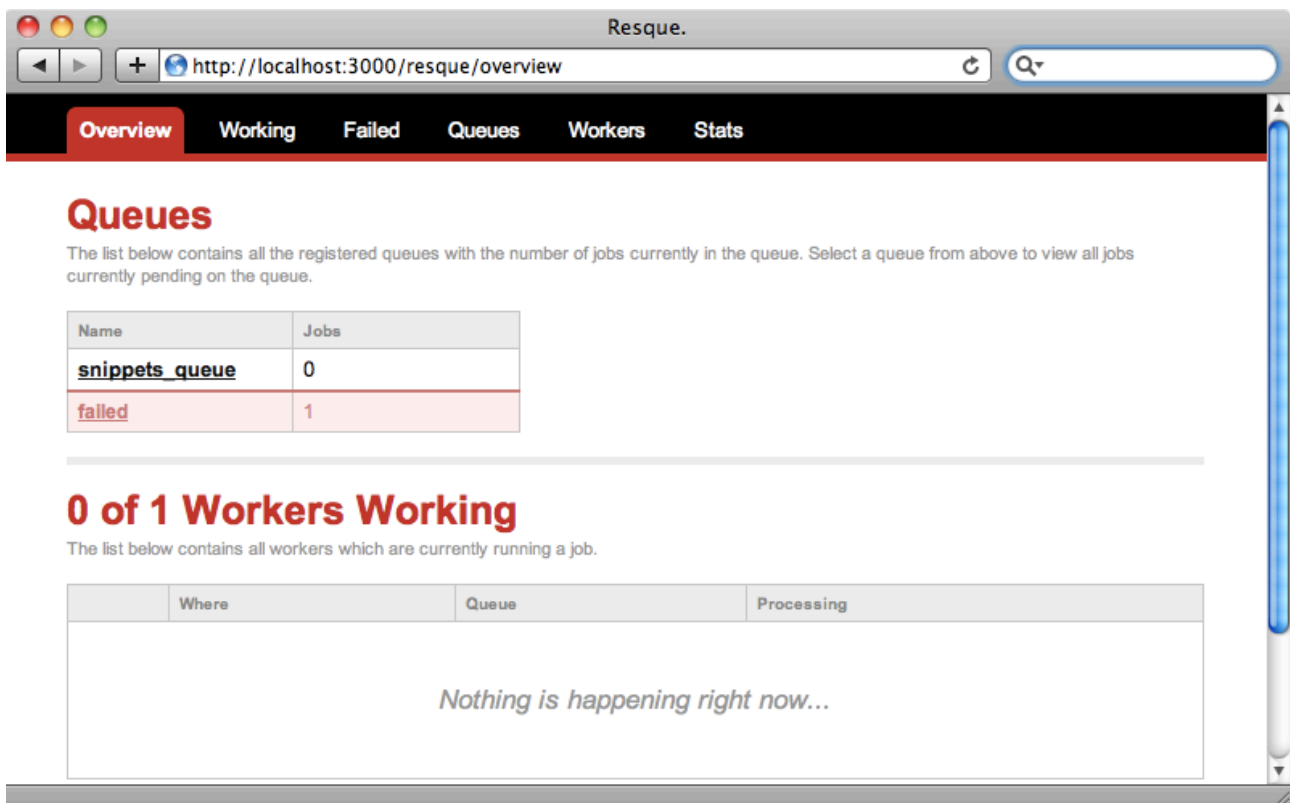 Resque.
http://localhost:3000/resque/overview
Overview Working Failed Queues Workers Stats
Queues
The list below contains all the registered queues with the number of jobs currently in the queue. Select a queue from above to view all jobs
currently pending on the queue.
Name Jobs
snippets_queue 0
failed 1
0 of 1 Workers Working
The list below contains all workers which are currently running a job.
Where Queue Processing
Nothing is happening right now...